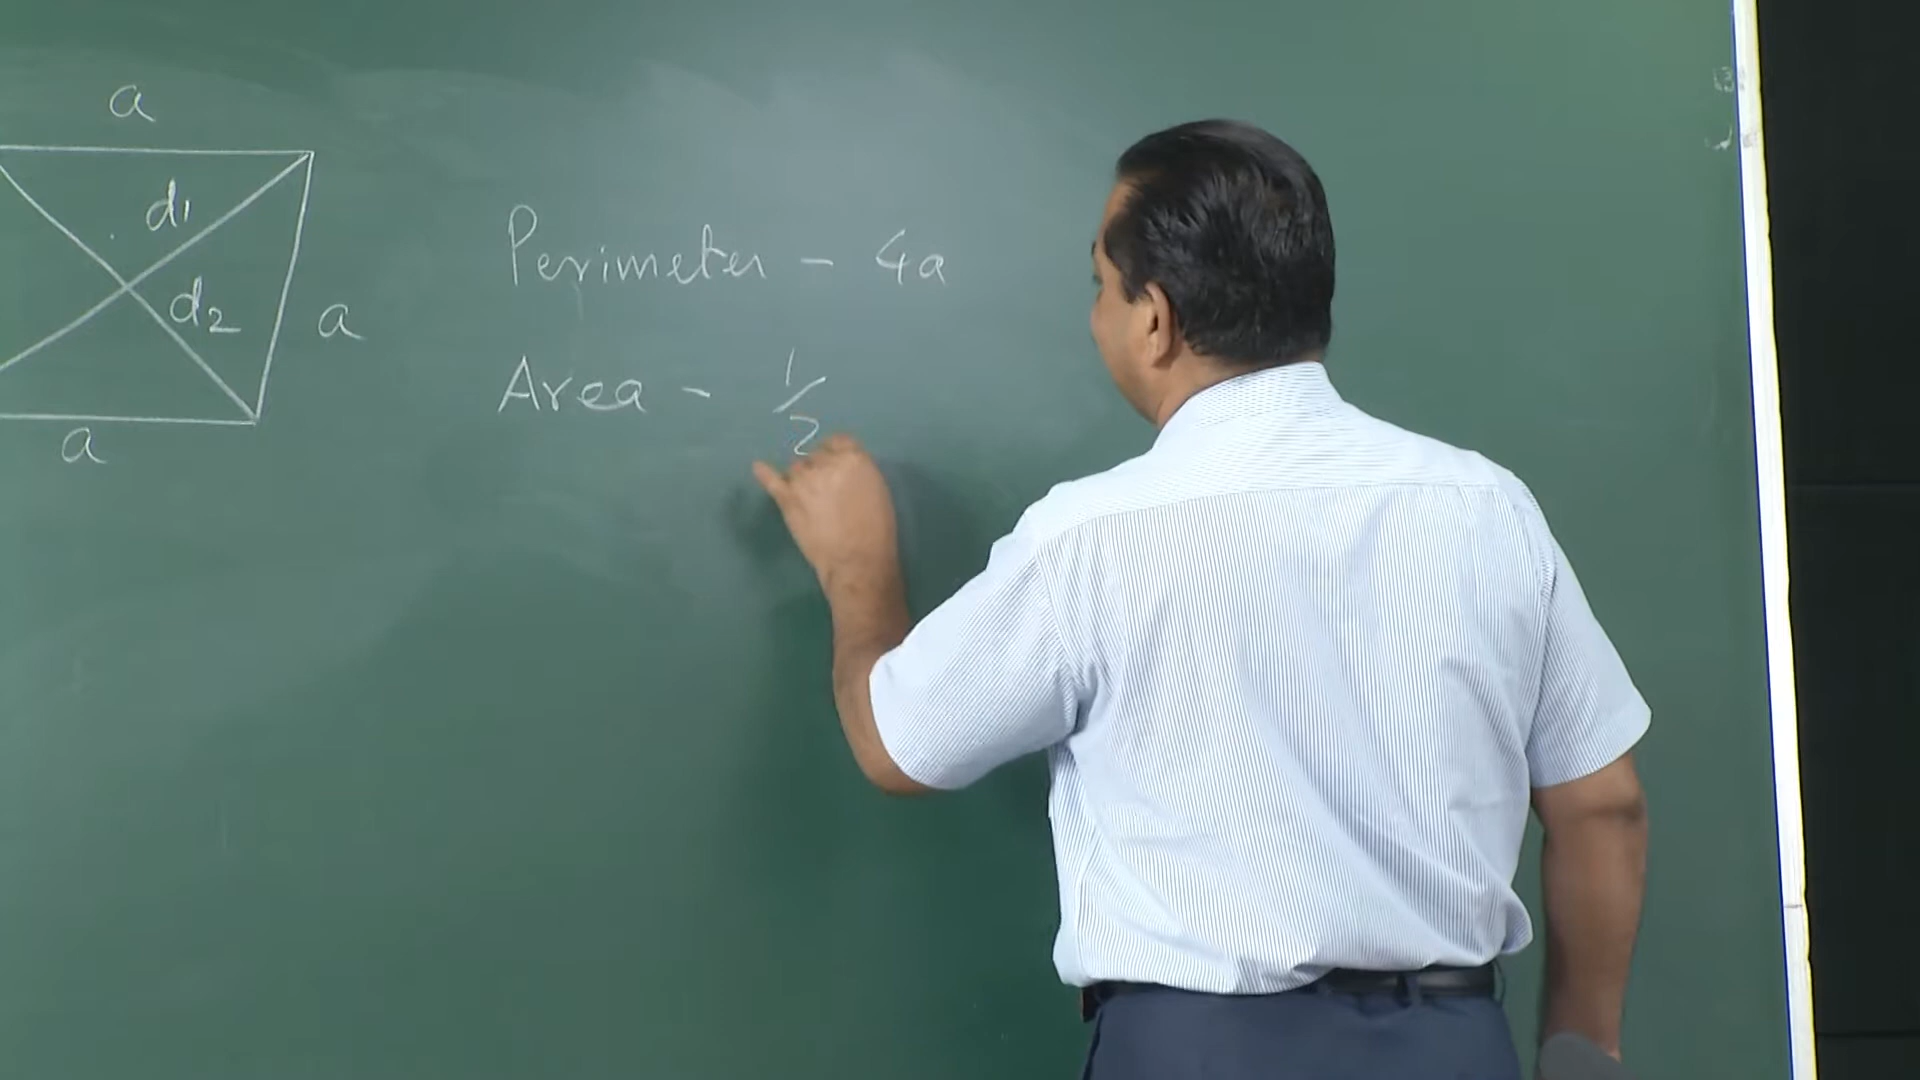 a
d1
d2
a
a
Perimeter - 4a
Area - 1/2